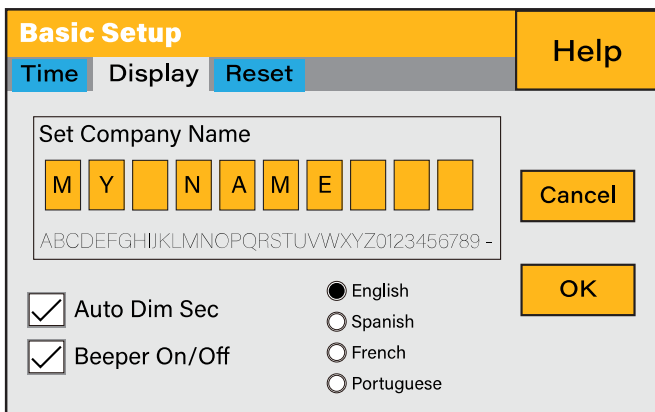 Basic Setup
Help
Time Display Reset
Set Company Name
M Y N A M E
ABCDEFGHIJKLMNOPQRSTUVWXYZ0123456789 -
Cancel
OK
Auto Dim Sec
Beeper On/Off
English
Spanish
French
Portuguese